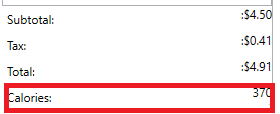 Subtotal: :$4.50
Tax: :$0.41
Total: :$4.91
Calories: 370